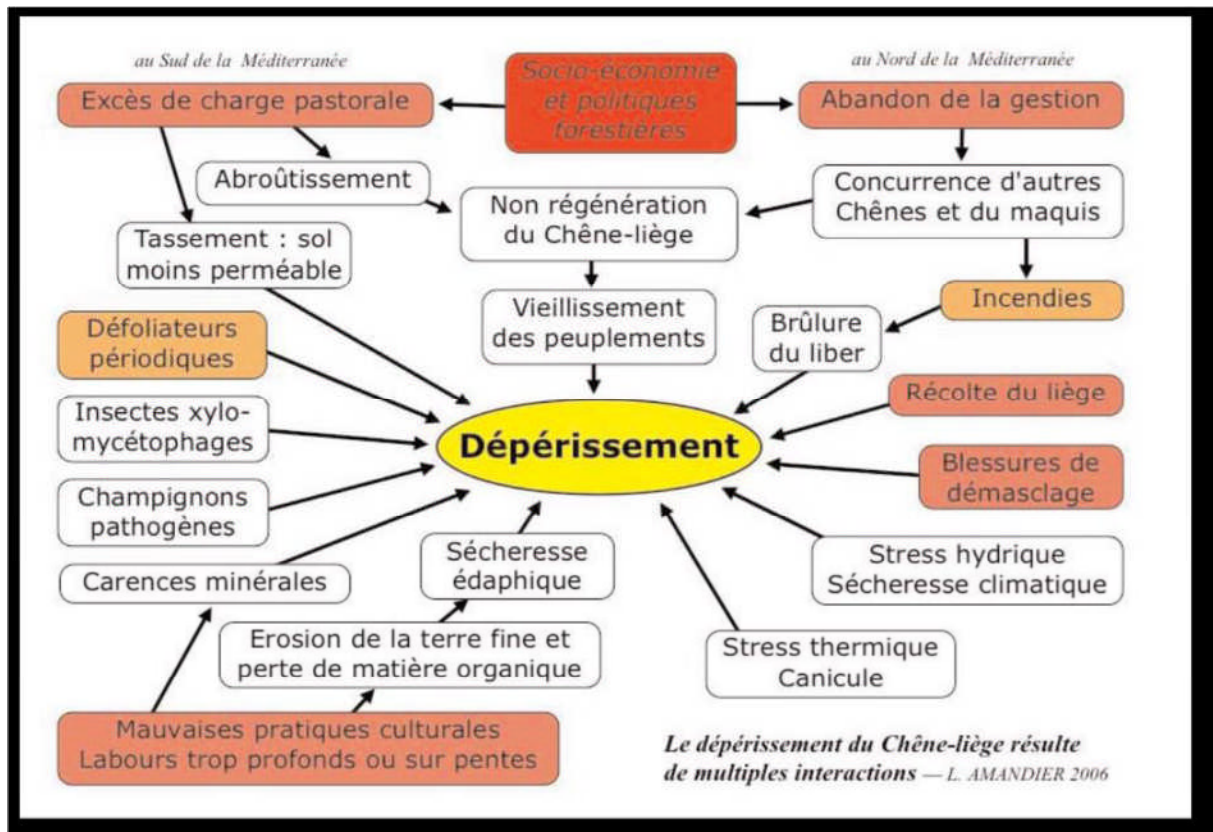 au Sud de la Méditerranée
au Nord de la Méditerranée
Socio-économie
et politiques
forestières
Excès de charge pastorale
Abandon de la gestion
Abroûtissement
Non régénération
du Chêne-liège
Concurrence d'autres
Chênes et du maquis
Tassement : sol
moins perméable
Vieillissement
des peuplements
Incendies
Brûlure
du liber
Défoliateurs
périodiques
Récolte du liège
Insectes xylo-
mycétophages
Dépérissement
Blessures de
démasclage
Champignons
pathogènes
Sécheresse
édaphique
Stress hydrique
Sécheresse climatique
Carences minérales
Erosion de la terre fine et
perte de matière organique
Stress thermique
Canicule
Mauvaises pratiques culturales
Labours trop profonds ou sur pentes
Le dépérissement du Chêne-liège résulte
de multiples interactions — L. AMANDIER 2006